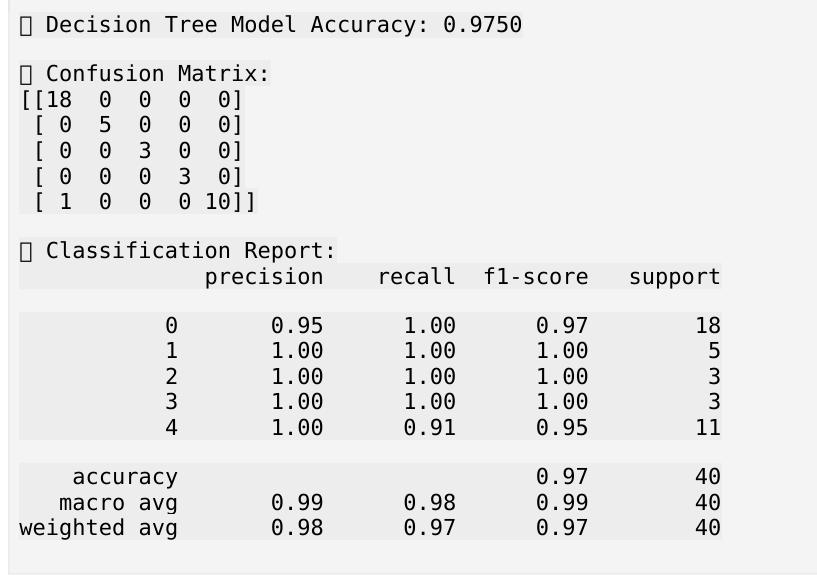 Decision Tree Model Accuracy: 0.9750
Confusion Matrix:
[[18  0  0  0  0]
 [ 0  5  0  0  0]
 [ 0  0  3  0  0]
 [ 0  0  0  3  0]
 [ 1  0  0  0 10]]
Classification Report:
              precision    recall  f1-score   support
           0       0.95      1.00      0.97        18
           1       1.00      1.00      1.00         5
           2       1.00      1.00      1.00         3
           3       1.00      1.00      1.00         3
           4       1.00      0.91      0.95        11
    accuracy                           0.97        40
   macro avg       0.99      0.98      0.99        40
weighted avg       0.98      0.97      0.97        40